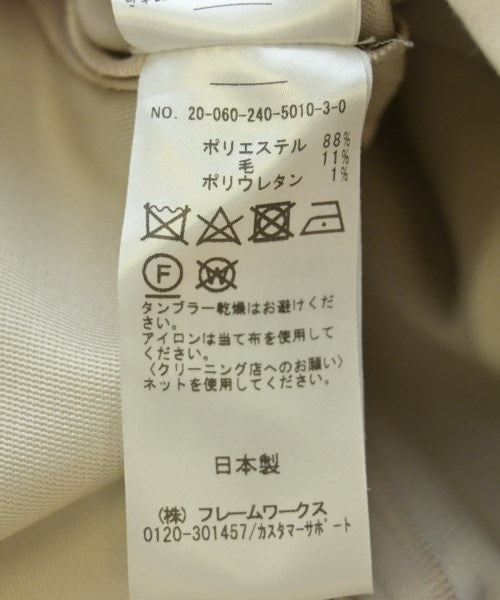 NO. 20-060-240-5010-3-0
ポリエステル 88%
毛 11%
ポリウレタン 1%
F W
タンブラー乾燥はお避けくだ
さい。
アイロンは当て布を使用して
ください。
〈クリーニング店へのお願い〉
ネットを使用してください。
日本製
(株) フレームワークス
0120-301457/カスタマーサポート